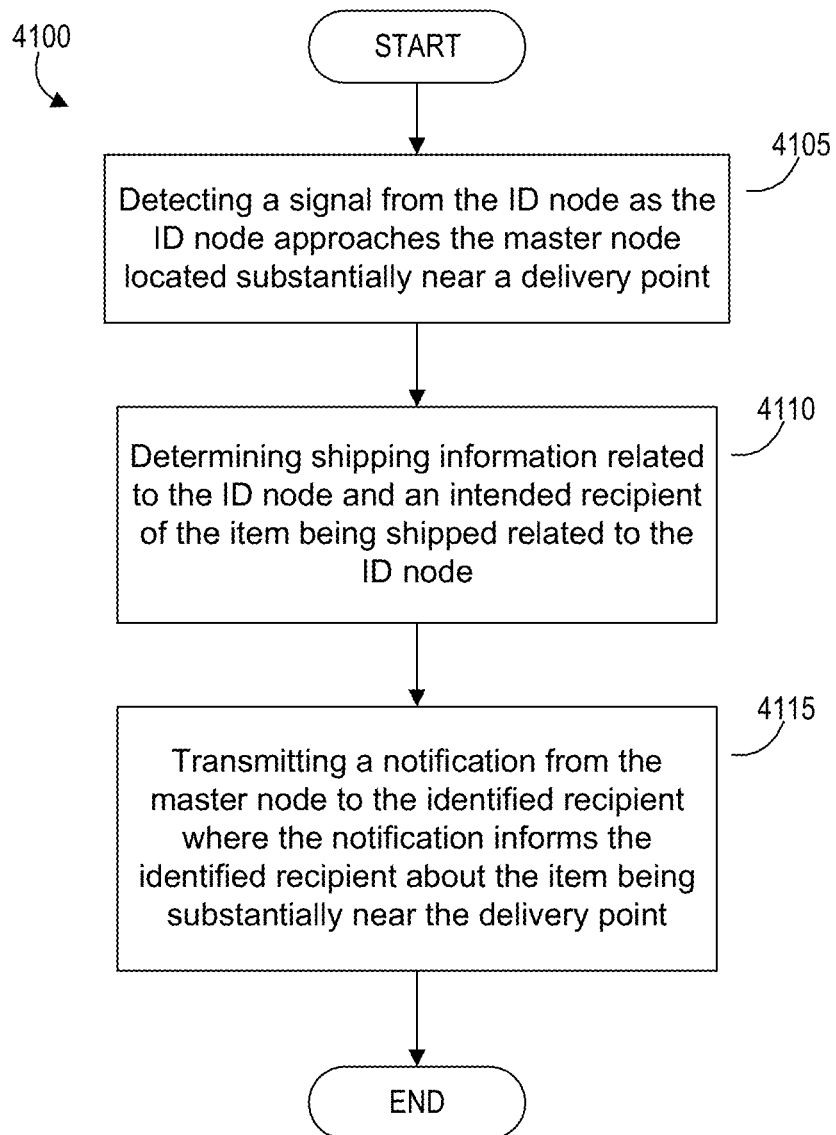 4100
START
4105
Detecting a signal from the ID node as the
ID node approaches the master node
located substantially near a delivery point
4110
Determining shipping information related
to the ID node and an intended recipient
of the item being shipped related to the
ID node
4115
Transmitting a notification from the
master node to the identified recipient
where the notification informs the
identified recipient about the item being
substantially near the delivery point
END